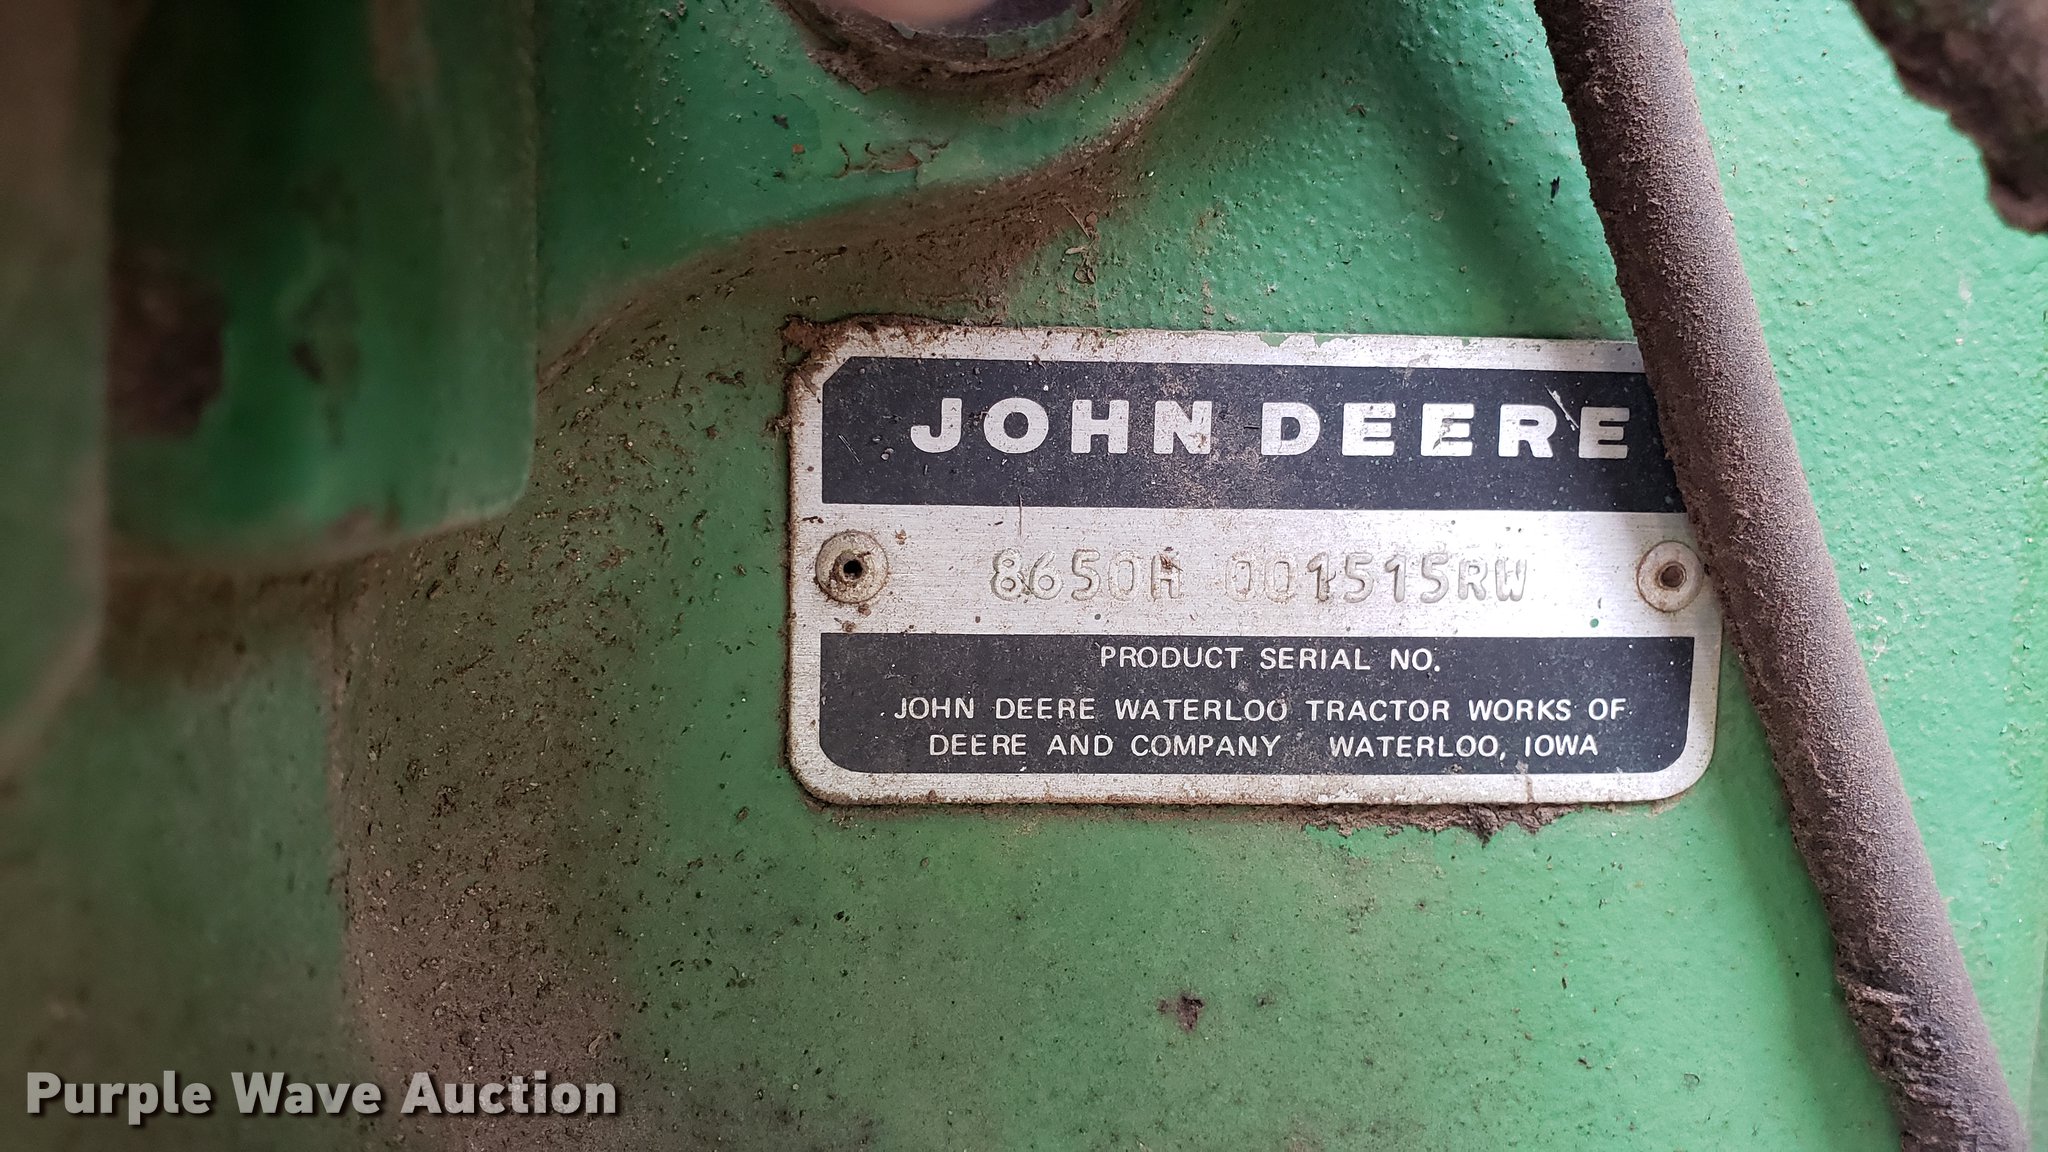 JOHN DEERE
8650H 001515RW
PRODUCT SERIAL NO.
JOHN DEERE WATERLOO TRACTOR WORKS OF
DEERE AND COMPANY WATERLOO, IOWA
Purple Wave Auction